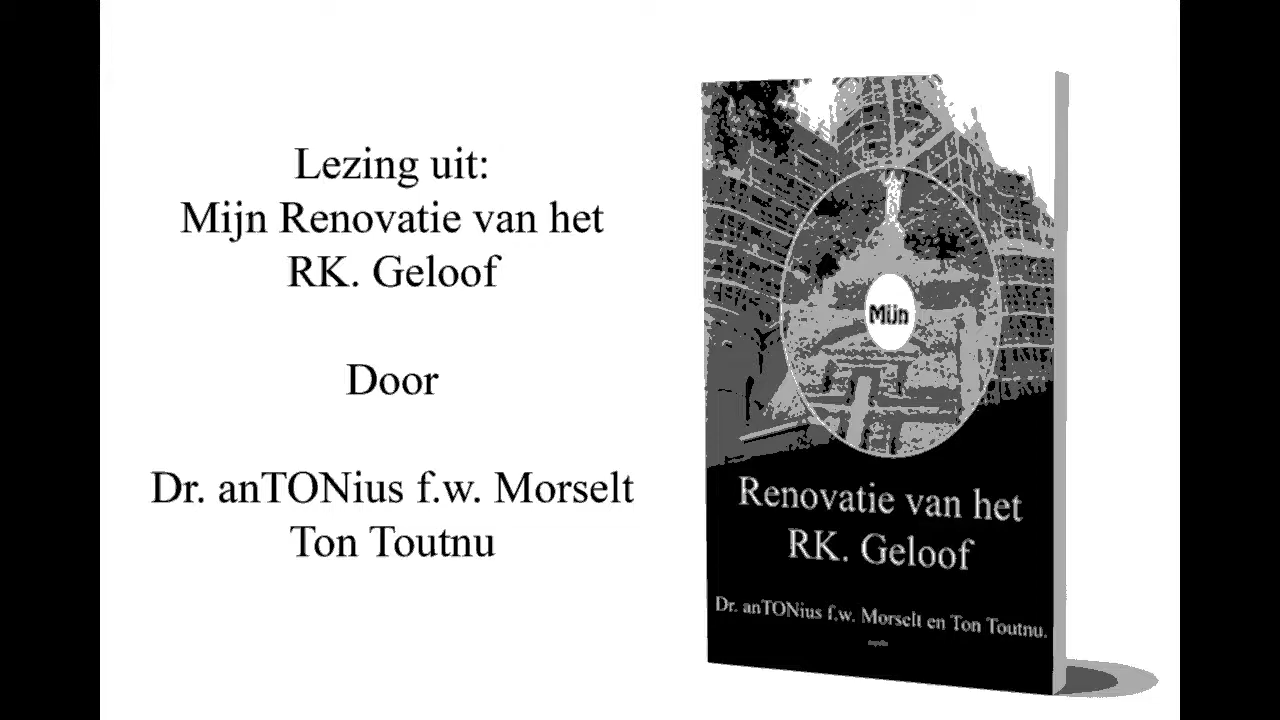 Lezing uit:
Mijn Renovatie van het
RK. Geloof
Door
Dr. anTONius f.w. Morselt
Ton Toutnu
Mijn
Renovatie van het
RK. Geloof
Dr. anTONius f.w. Morselt en Ton Toutnu.